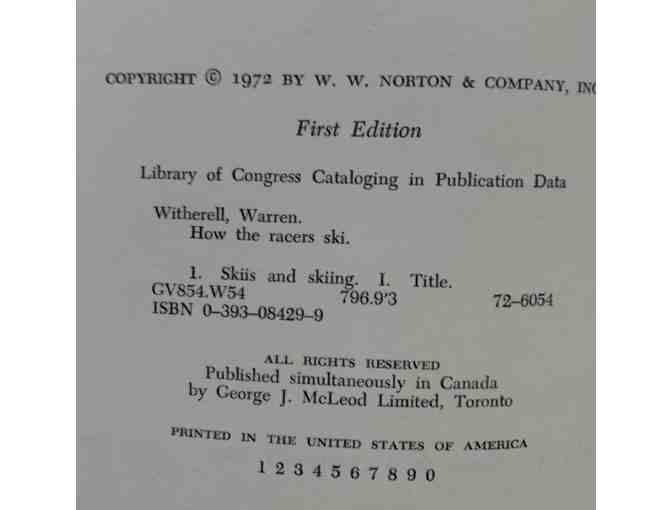 COPYRIGHT © 1972 BY W. W. NORTON & COMPANY, INC
First Edition
Library of Congress Cataloging in Publication Data
Witherell, Warren.
How the racers ski.
1. Skiis and skiing. I. Title.
GV854.W54 796.9'3 72–6054
ISBN 0–393–08429–9
ALL RIGHTS RESERVED
Published simultaneously in Canada
by George J. McLeod Limited, Toronto
PRINTED IN THE UNITED STATES OF AMERICA
1 2 3 4 5 6 7 8 9 0